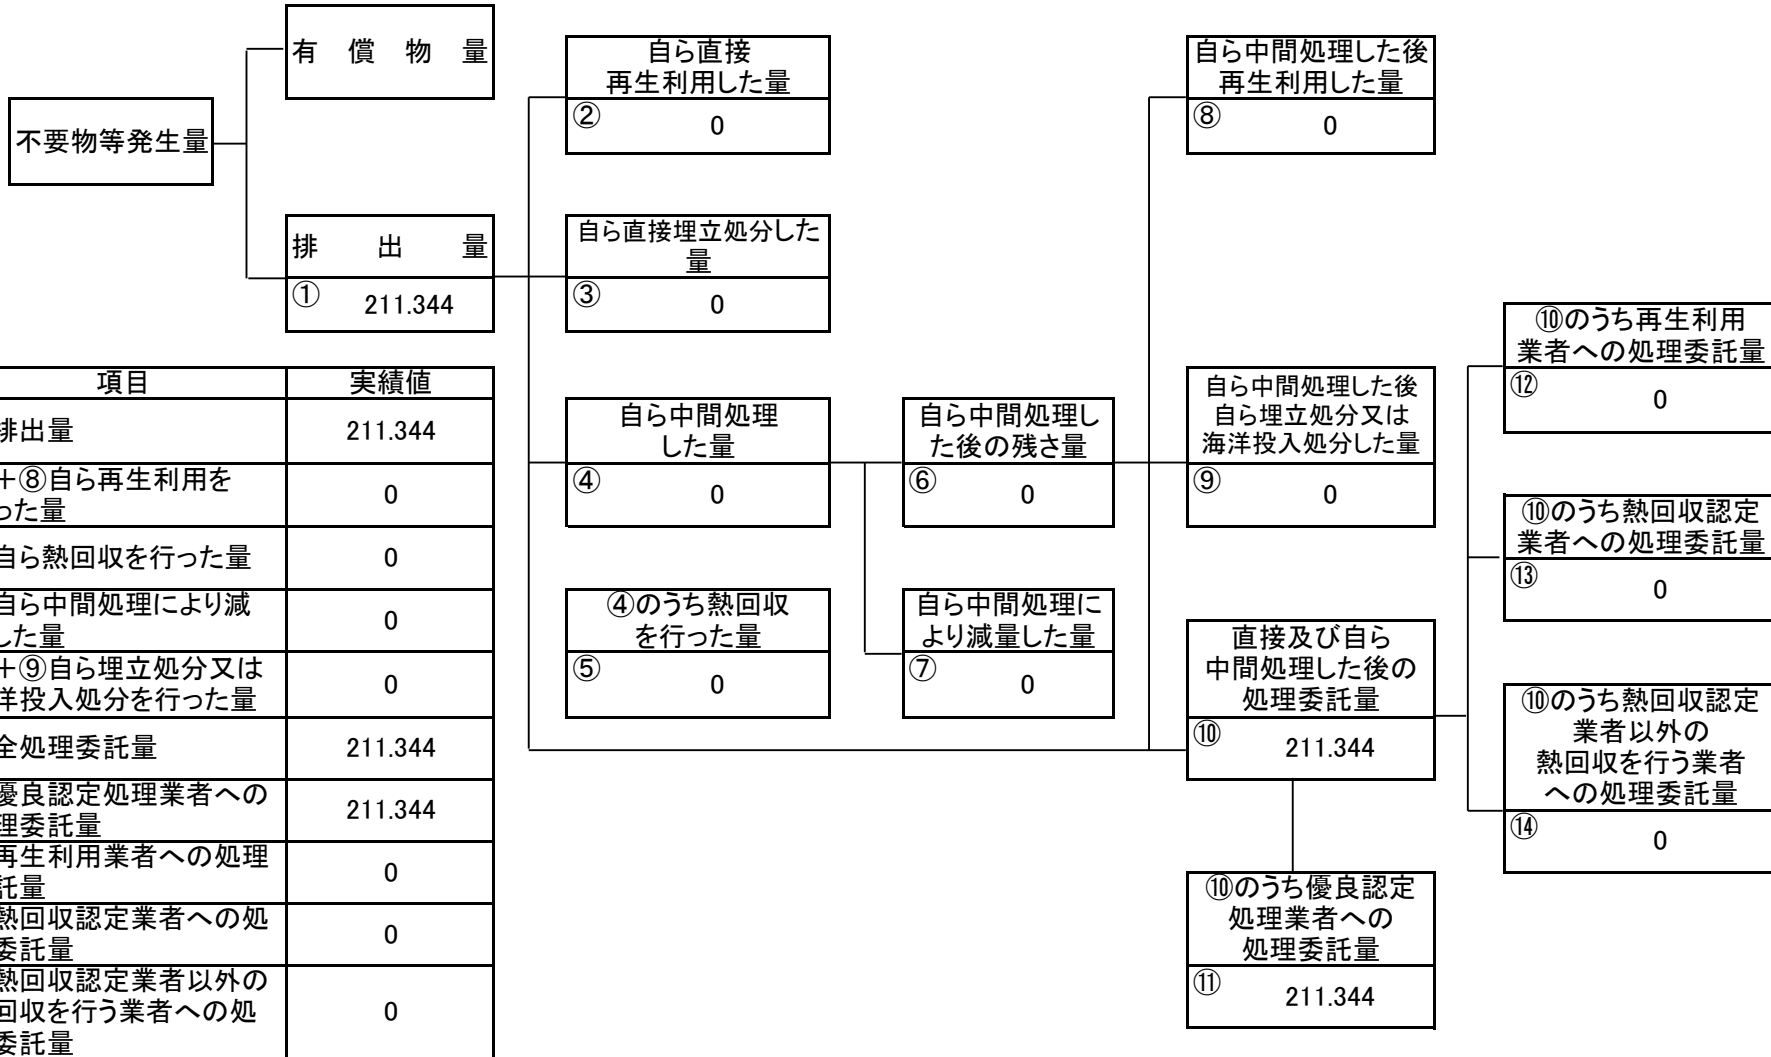 不要物等発生量
有 償 物 量
排 出 量
① 211.344
自ら直接
再生利用した量
② 0
自ら直接埋立処分した
量
③ 0
自ら中間処理
した量
④ 0
④のうち熱回収
を行った量
⑤ 0
自ら中間処理し
た後の残さ量
⑥ 0
自ら中間処理に
より減量した量
⑦ 0
自ら中間処理した後
再生利用した量
⑧ 0
自ら中間処理した後
自ら埋立処分又は
海洋投入処分した量
⑨ 0
直接及び自ら
中間処理した後の
処理委託量
⑩ 211.344
⑩のうち優良認定
処理業者への
処理委託量
⑪ 211.344
⑩のうち再生利用
業者への処理委託量
⑫ 0
⑩のうち熱回収認定
業者への処理委託量
⑬ 0
⑩のうち熱回収認定
業者以外の
熱回収を行う業者
への処理委託量
⑭ 0
項目 実績値
排出量 211.344
+⑧自ら再生利用を
った量 0
自ら熱回収を行った量 0
自ら中間処理により減
した量 0
+⑨自ら埋立処分又は
洋投入処分を行った量 0
全処理委託量 211.344
優良認定処理業者への
理委託量 211.344
再生利用業者への処理
託量 0
熱回収認定業者への処
委託量 0
熱回収認定業者以外の
回収を行う業者への処
委託量 0